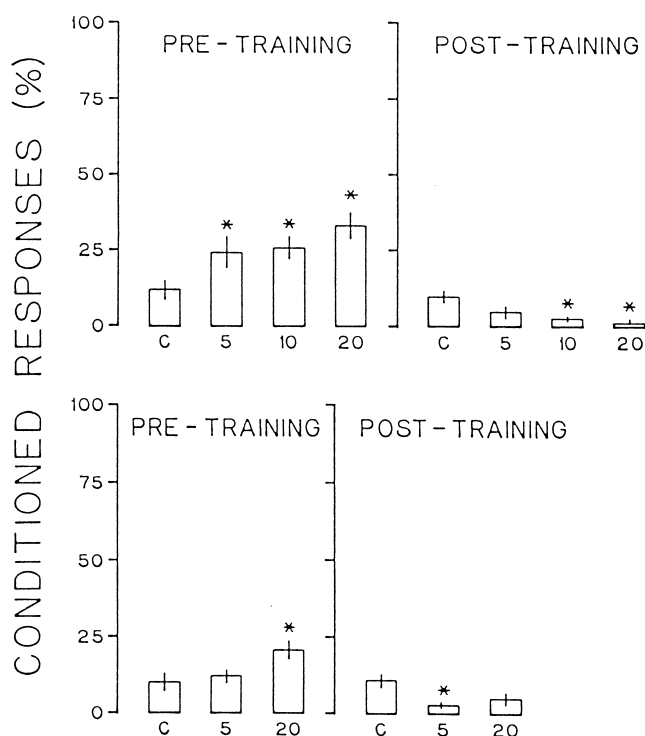 CONDITIONED RESPONSES (%)
PRE-TRAINING
POST-TRAINING
100
75
50
25
0
* * *
* *
C 5 10 20
C 5 10 20
PRE-TRAINING
POST-TRAINING
100
75
50
25
0
*
*
C 5 20
C 5 20